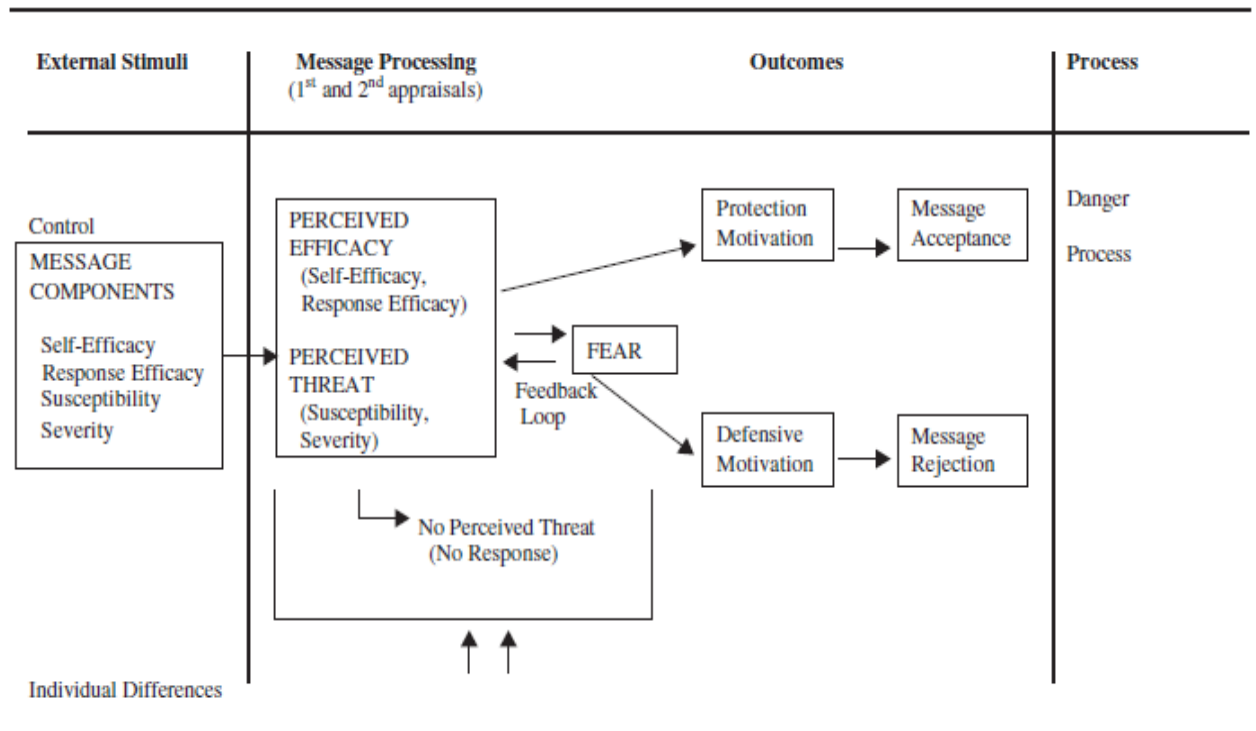 External Stimuli
Message Processing
(1st and 2nd appraisals)
Outcomes
Process
Control
MESSAGE
COMPONENTS
Self-Efficacy
Response Efficacy
Susceptibility
Severity
PERCEIVED
EFFICACY
(Self-Efficacy,
Response Efficacy)
PERCEIVED
THREAT
(Susceptibility,
Severity)
FEAR
Feedback
Loop
Protection
Motivation
Message
Acceptance
Danger
Process
Defensive
Motivation
Message
Rejection
No Perceived Threat
(No Response)
Individual Differences